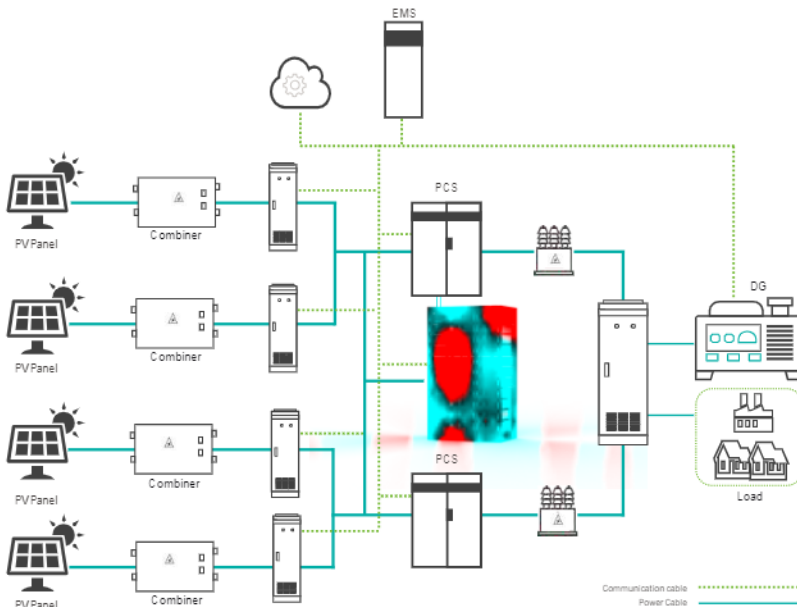 EMS
PCS
DG
PV Panel
Combiner
PV Panel
Combiner
PV Panel
Combiner
PCS
Load
PV Panel
Combiner
Communication cable
Power Cable